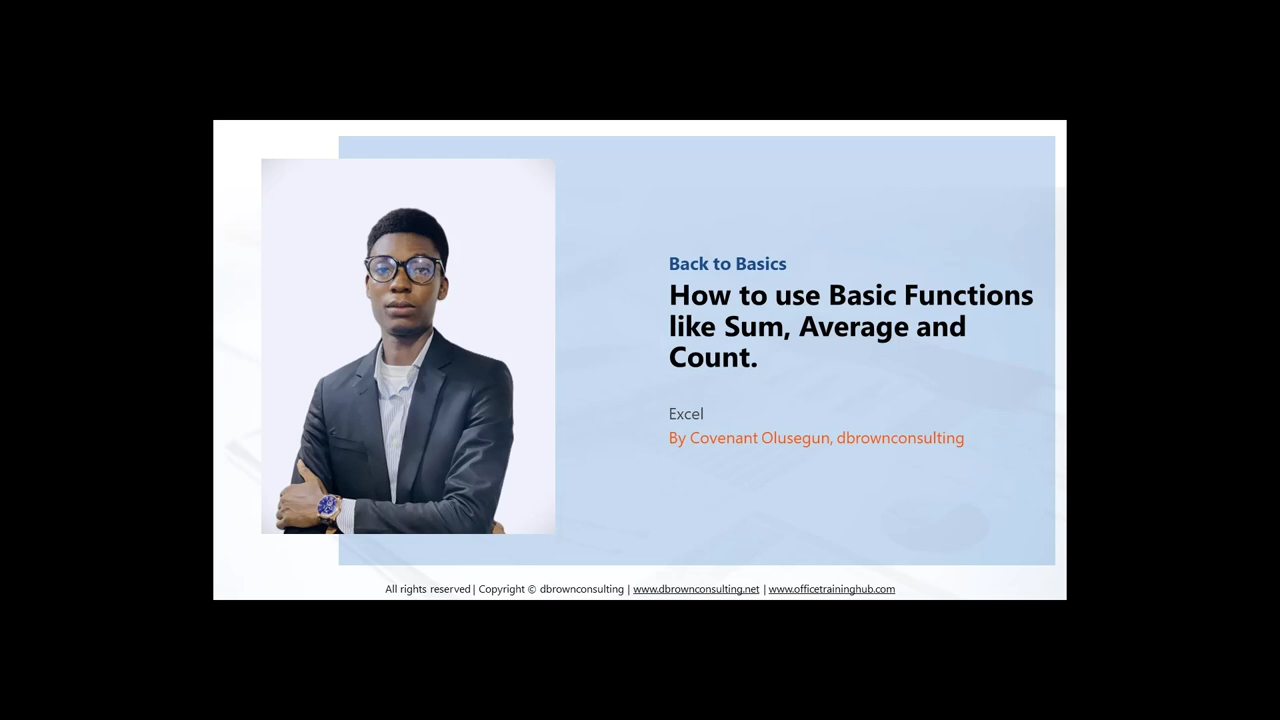 Back to Basics
How to use Basic Functions
like Sum, Average and
Count.
Excel
By Covenant Olusegun, dbrownconsulting
All rights reserved | Copyright © dbrownconsulting | www.dbrownconsulting.net | www.officetraininghub.com